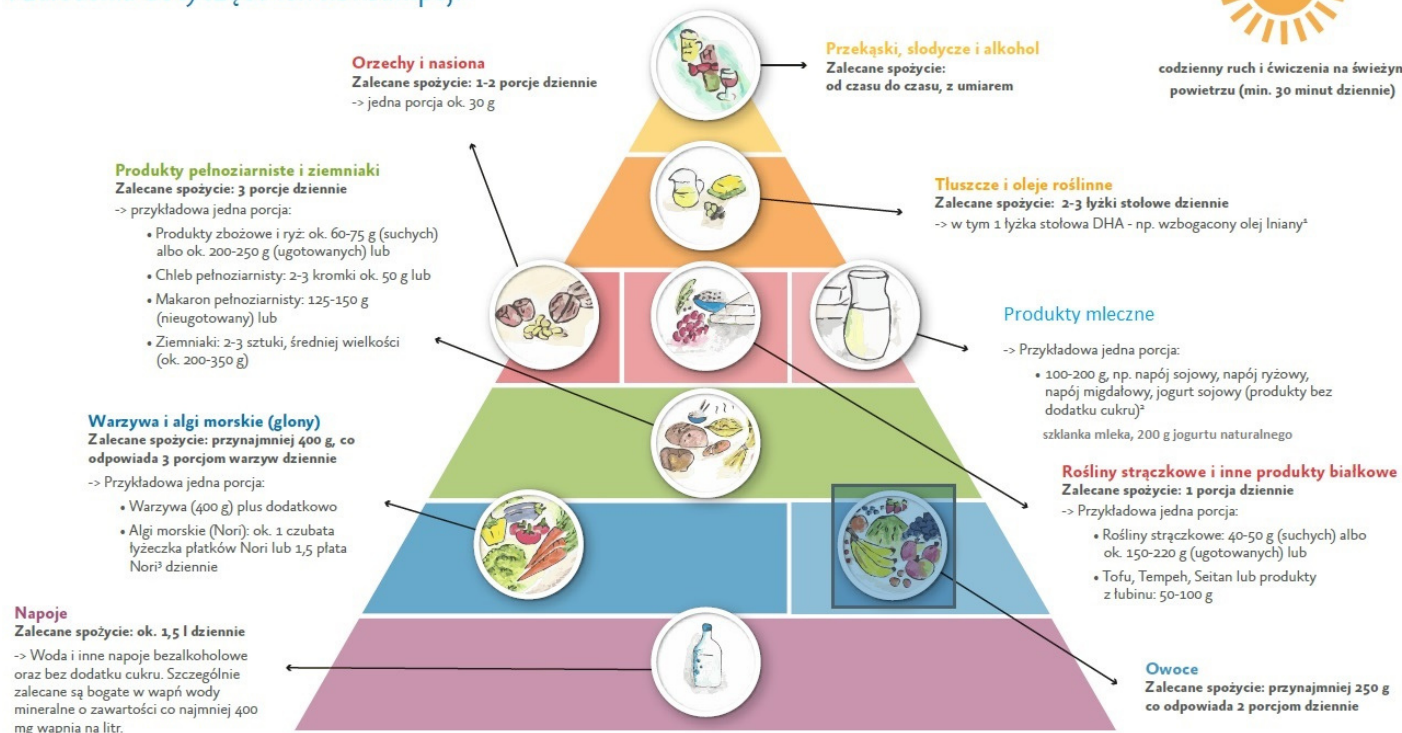 Przekąski, slodycze i alkohol
Zalecane spożycie:
od czasu do czasu, z umiarem
codzienny ruch i ćwiczenia na świeżym
powietrzu (min. 30 minut dziennie)
Orzechy i nasiona
Zalecane spożycie: 1-2 porcje dziennie
-> jedna porcja ok. 30 g
Produkty pełnoziarniste i ziemniaki
Zalecane spożycie: 3 porcje dziennie
-> przykładowa jedna porcja:
• Produkty zbożowe i ryż: ok. 60-75 g (suchych)
albo ok. 200-250 g (ugotowanych) lub
• Chleb pełnoziarnisty: 2-3 kromki ok. 50 g lub
• Makaron pełnoziarnisty: 125-150 g
(nieugotowany) lub
• Ziemniaki: 2-3 sztuki, średniej wielkości
(ok. 200-350 g)
Tłuszcze i oleje roślinne
Zalecane spożycie: 2-3 łyżki stołowe dziennie
-> w tym 1 łyżka stołowa DHA - np. wzbogacony olej lniany²
Produkty mleczne
-> Przykładowa jedna porcja:
• 100-200 g, np. napój sojowy, napój ryżowy,
napój migdałowy, jogurt sojowy (produkty bez
dodatku cukru)²
szklanka mleka, 200 g jogurtu naturalnego
Warzywa i algi morskie (glony)
Zalecane spożycie: przynajmniej 400 g, co
odpowiada 3 porcjom warzyw dziennie
-> Przykładowa jedna porcja:
• Warzywa (400 g) plus dodatkowo
• Algi morskie (Nori): ok. 1 czubata
łyżeczka płatków Nori lub 1,5 płata
Nori³ dziennie
Rośliny strączkowe i inne produkty białkowe
Zalecane spożycie: 1 porcja dziennie
-> Przykładowa jedna porcja:
• Rośliny strączkowe: 40-50 g (suchych) albo
ok. 150-220 g (ugotowanych) lub
• Tofu, Tempeh, Seitan lub produkty
z łubinu: 50-100 g
Napoje
Zalecane spożycie: ok. 1,5 l dziennie
-> Woda i inne napoje bezalkoholowe
oraz bez dodatku cukru. Szczególnie
zalecane są bogate w wapń wody
mineralne o zawartości co najmniej 400
mg wapnia na litr.
Owoce
Zalecane spożycie: przynajmniej 250 g
co odpowiada 2 porcjom dziennie